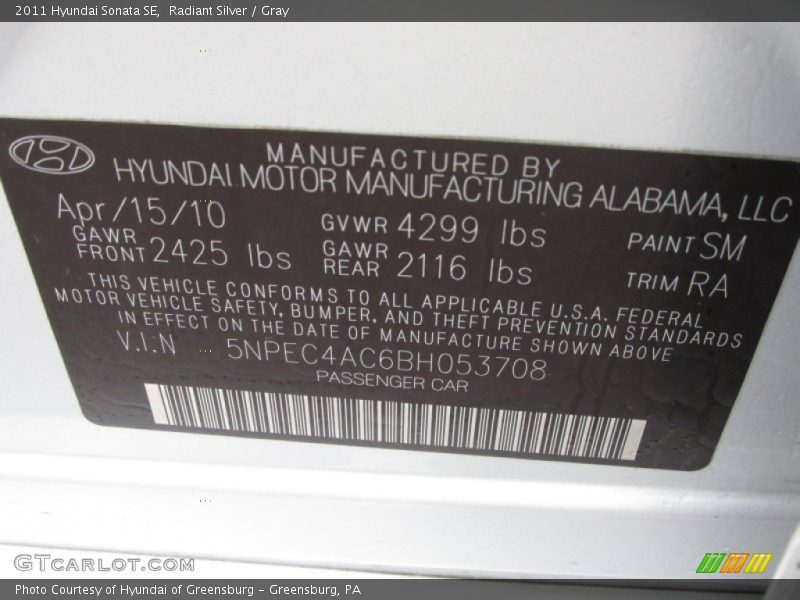 2011 Hyundai Sonata SE,  Radiant Silver / Gray
MANUFACTURED BY
HYUNDAI MOTOR MANUFACTURING ALABAMA, LLC
Apr/15/10 GVWR 4299 lbs PAINT SM
GAWR FRONT 2425 lbs GAWR REAR 2116 lbs TRIM RA
THIS VEHICLE CONFORMS TO ALL APPLICABLE U.S.A. FEDERAL
MOTOR VEHICLE SAFETY, BUMPER, AND THEFT PREVENTION STANDARDS
IN EFFECT ON THE DATE OF MANUFACTURE SHOWN ABOVE
V.I.N 5NPEC4AC6BH053708
PASSENGER CAR
GTCARLOT.COM
Photo Courtesy of Hyundai of Greensburg – Greensburg, PA